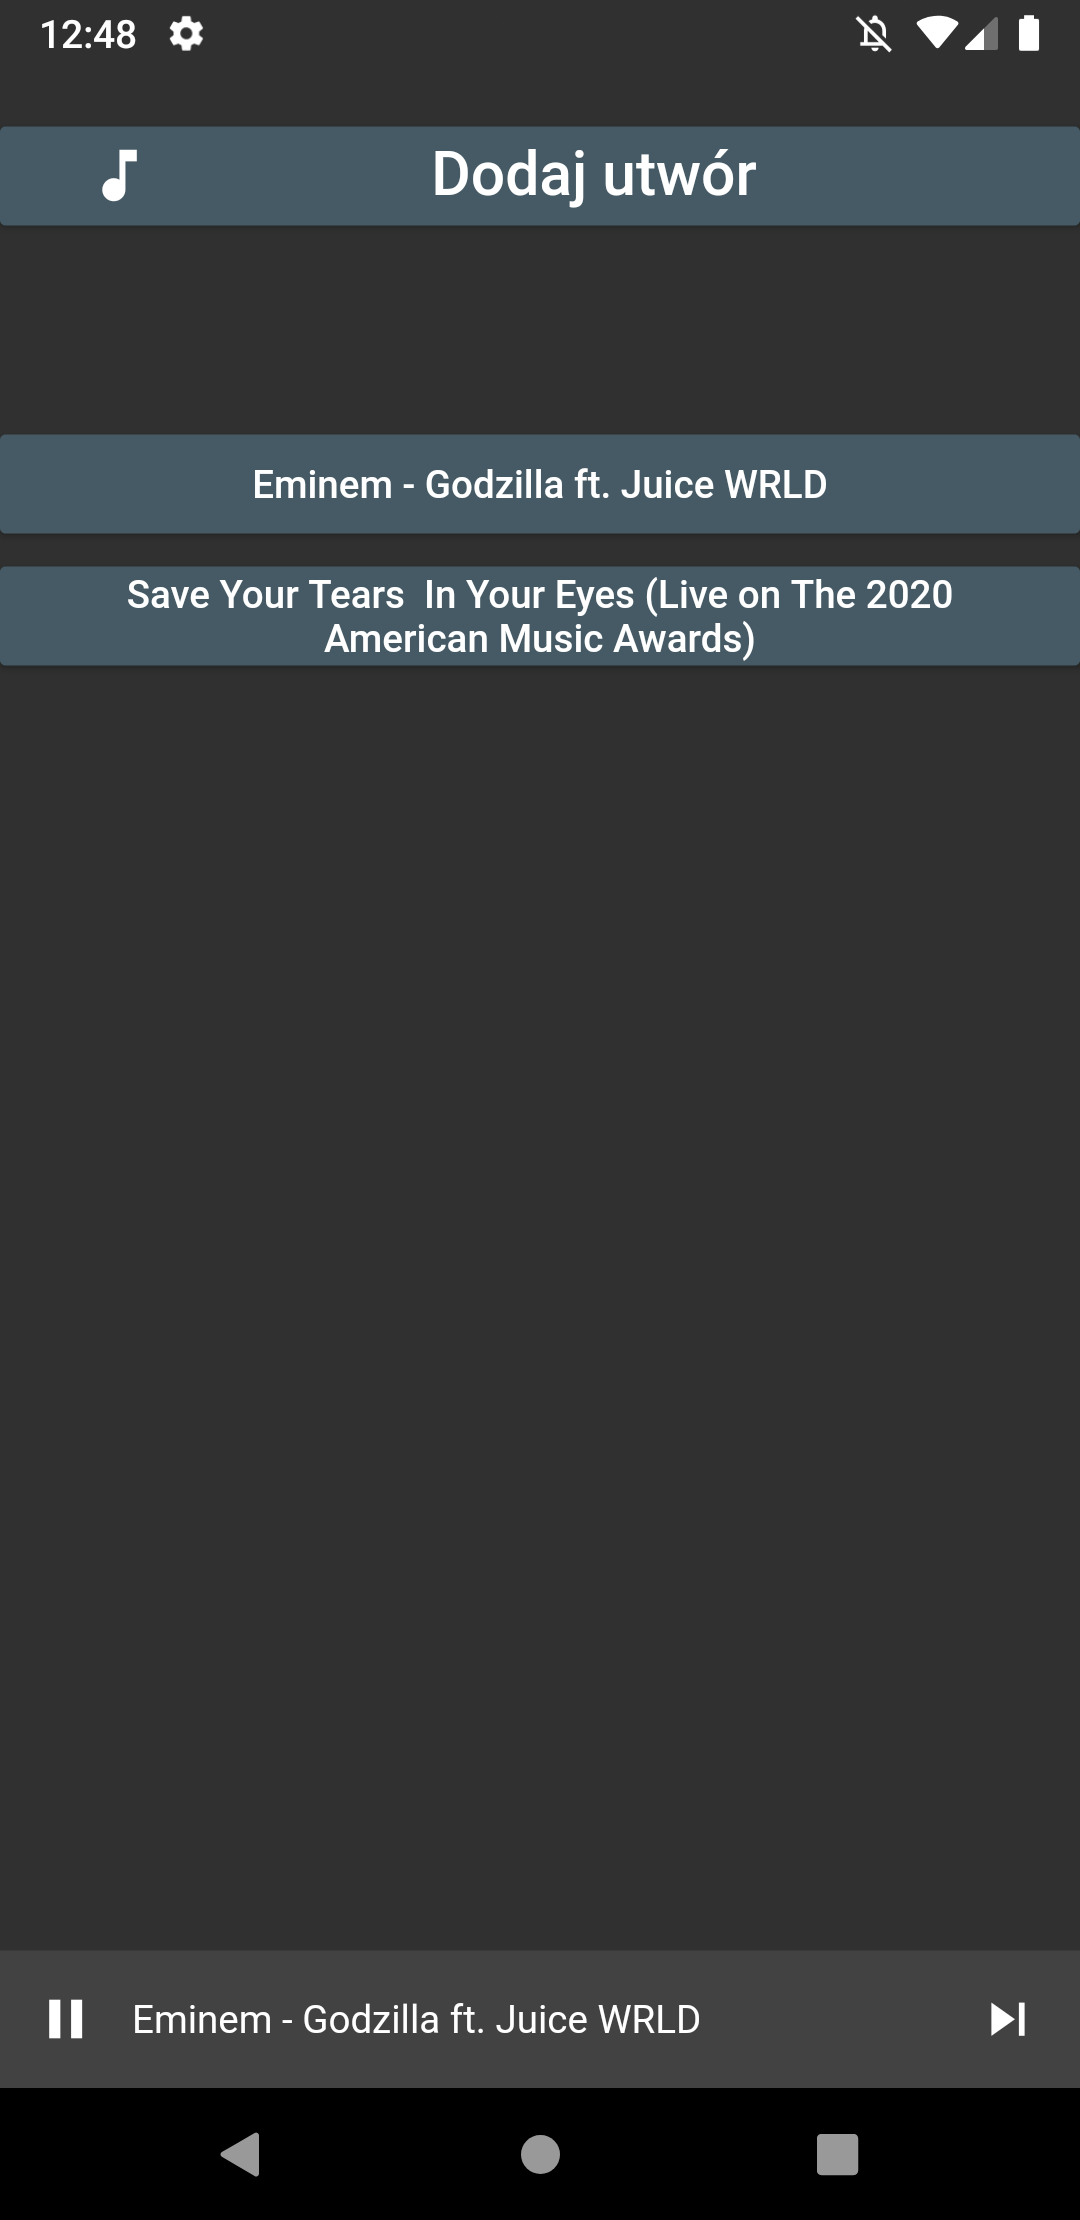 12:48
Dodaj utwór
Eminem - Godzilla ft. Juice WRLD
Save Your Tears  In Your Eyes (Live on The 2020
American Music Awards)
Eminem - Godzilla ft. Juice WRLD